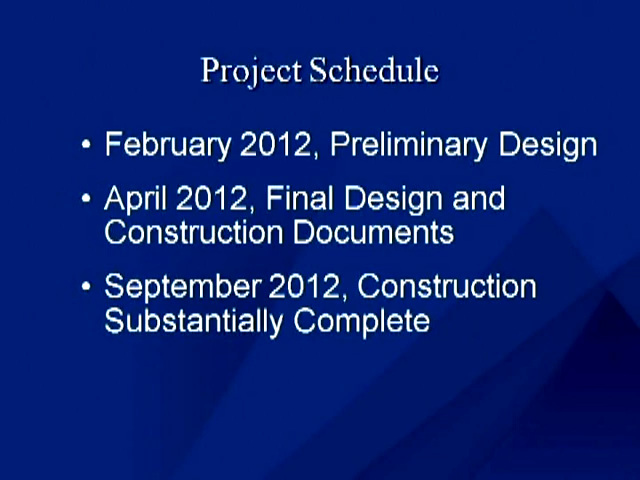 Project Schedule
• February 2012, Preliminary Design
• April 2012, Final Design and
Construction Documents
• September 2012, Construction
Substantially Complete